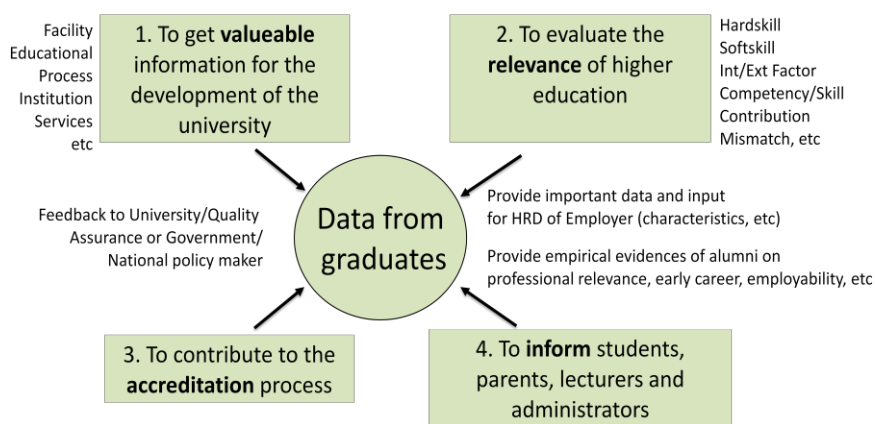 Facility
Educational
Process
Institution
Services
etc
1. To get valueable
information for the
development of the
university
2. To evaluate the
relevance of higher
education
Hardskill
Softskill
Int/Ext Factor
Competency/Skill
Contribution
Mismatch, etc
Feedback to University/Quality
Assurance or Government/
National policy maker
Data from
graduates
Provide important data and input
for HRD of Employer (characteristics, etc)
Provide empirical evidences of alumni on
professional relevance, early career, employability, etc
3. To contribute to the
accreditation process
4. To inform students,
parents, lecturers and
administrators